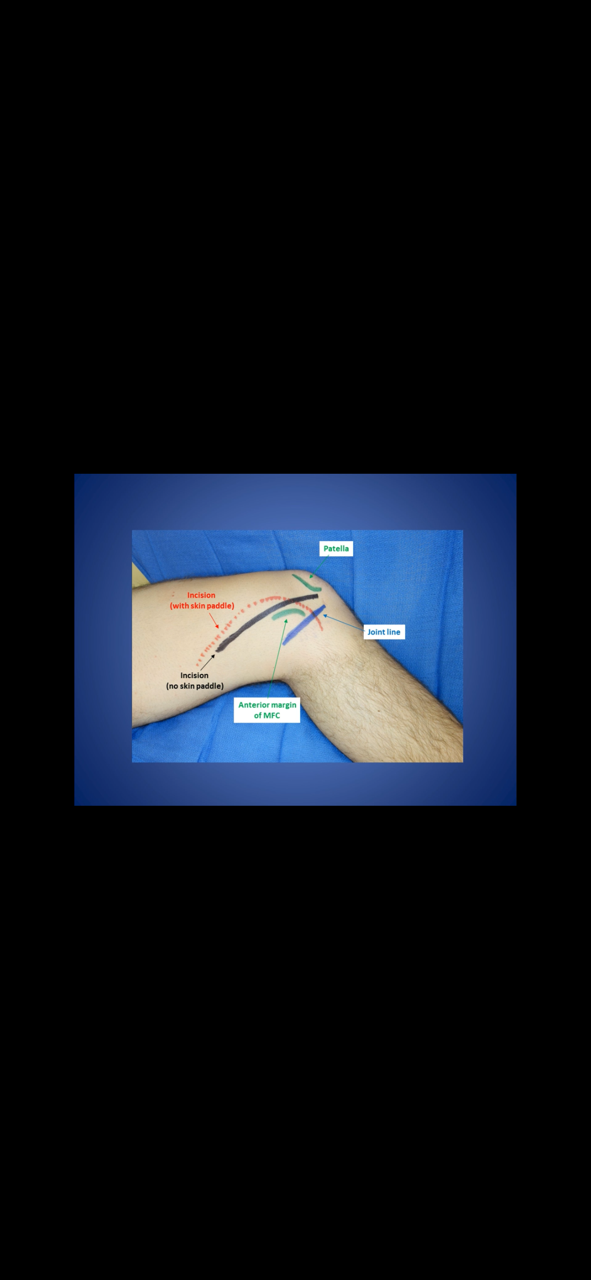 Patella
Incision
(with skin paddle)
Joint line
Incision
(no skin paddle)
Anterior margin
of MFC